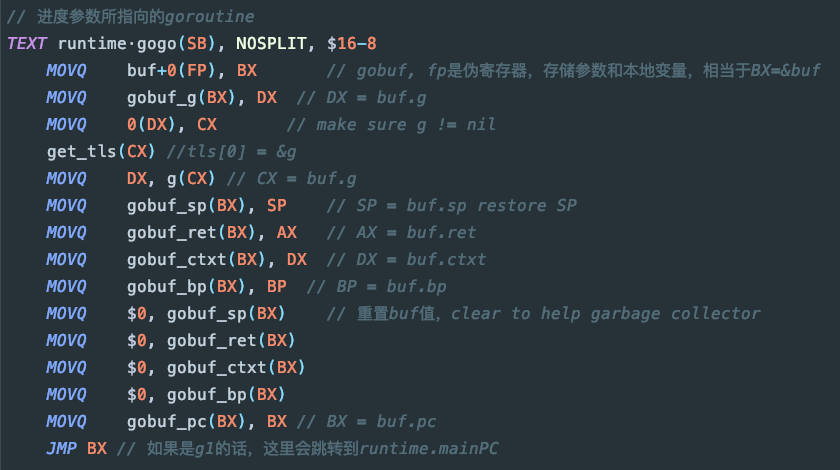 // 进度参数所指向的goroutine
TEXT runtime·gogo(SB), NOSPLIT, $16-8
    MOVQ    buf+0(FP), BX       // gobuf, fp是伪寄存器，存储参数和本地变量，相当于BX=&buf
    MOVQ    gobuf_g(BX), DX  // DX = buf.g
    MOVQ    0(DX), CX       // make sure g != nil
    get_tls(CX) //tls[0] = &g
    MOVQ    DX, g(CX) // CX = buf.g
    MOVQ    gobuf_sp(BX), SP    // SP = buf.sp restore SP
    MOVQ    gobuf_ret(BX), AX   // AX = buf.ret
    MOVQ    gobuf_ctxt(BX), DX  // DX = buf.ctxt
    MOVQ    gobuf_bp(BX), BP  // BP = buf.bp
    MOVQ    $0, gobuf_sp(BX)    // 重置buf值，clear to help garbage collector
    MOVQ    $0, gobuf_ret(BX)
    MOVQ    $0, gobuf_ctxt(BX)
    MOVQ    $0, gobuf_bp(BX)
    MOVQ    gobuf_pc(BX), BX // BX = buf.pc
    JMP BX // 如果是g1的话，这里会跳转到runtime.mainPC